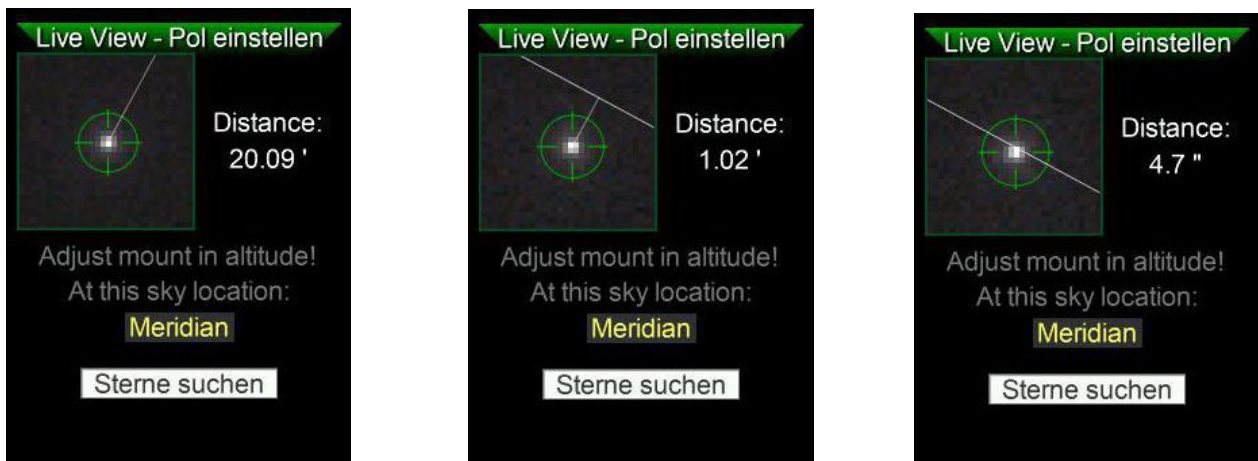 Live View - Pol einstellen
Distance:
20.09 '
Adjust mount in altitude!
At this sky location:
Meridian
Sterne suchen
Live View - Pol einstellen
Distance:
1.02 '
Adjust mount in altitude!
At this sky location:
Meridian
Sterne suchen
Live View - Pol einstellen
Distance:
4.7 "
Adjust mount in altitude!
At this sky location:
Meridian
Sterne suchen